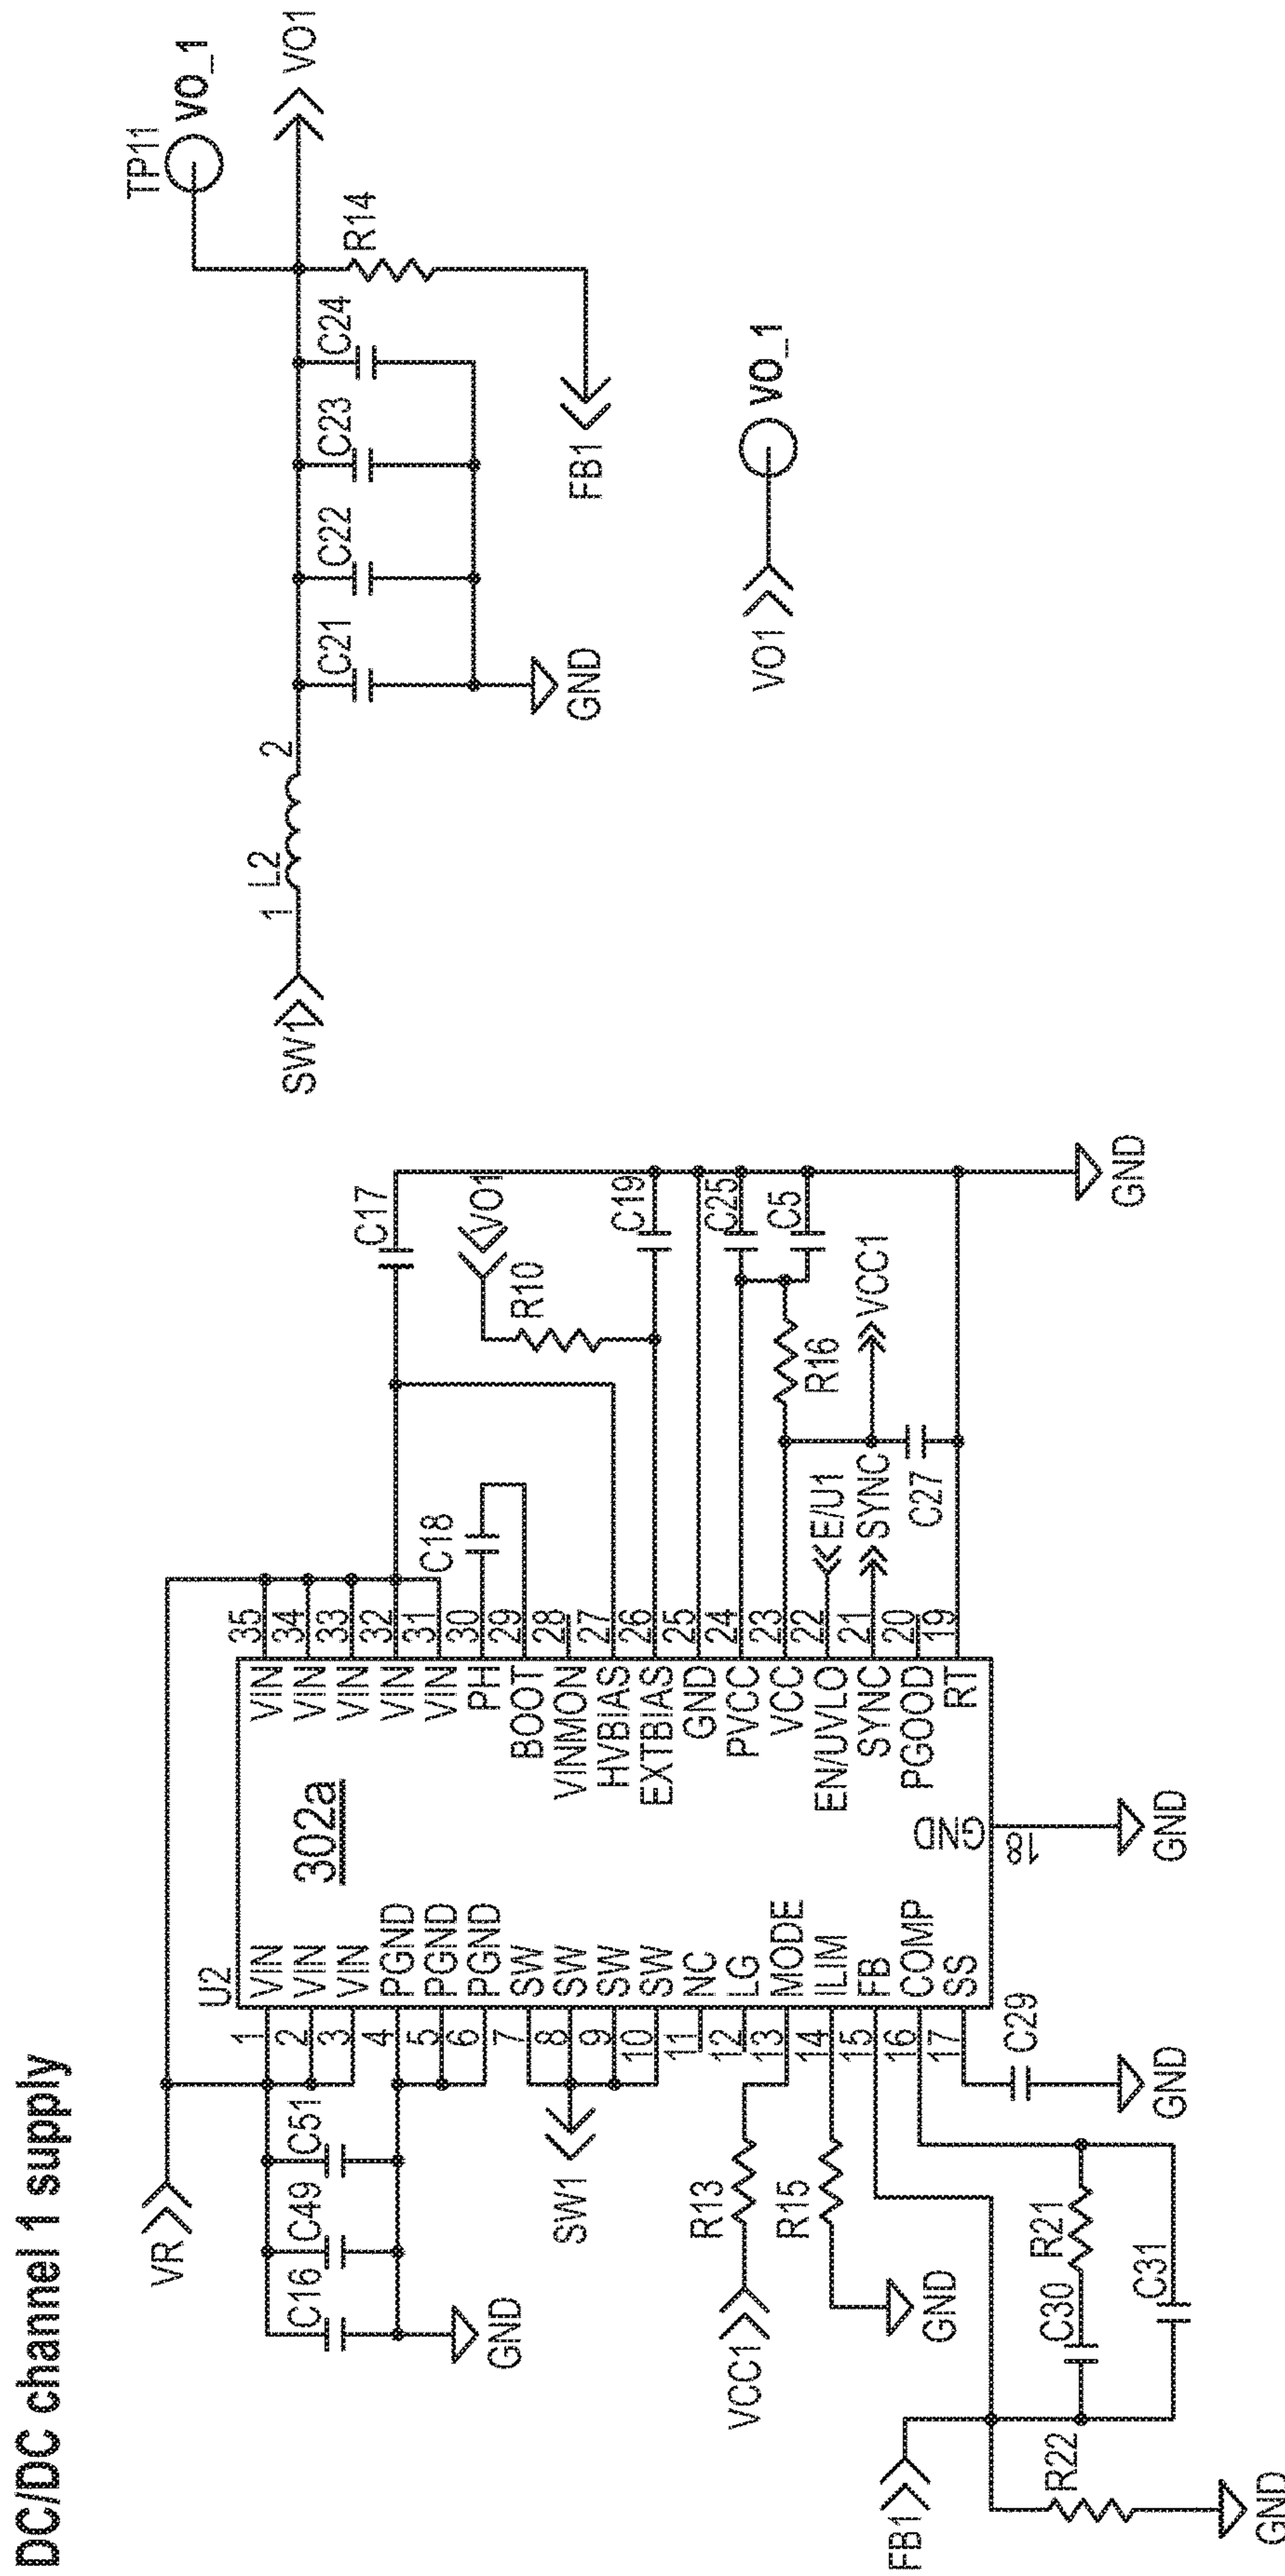 DC/DC channel 1 supply
VR
C16
C49
C51
GND
U2
302a
1 VIN
2 VIN
3 VIN
4 PGND
5 PGND
6 PGND
7 SW
8 SW
9 SW
10 SW
11 NC
12 LG
13 MODE
14 ILIM
15 FB
16 COMP
17 SS
VIN 35
VIN 34
VIN 33
VIN 32
VIN 31
PH 30
BOOT 29
VINMON 28
HVBIAS 27
EXTBIAS 26
GND 25
PVCC 24
VCC 23
EN/UVLO 22
SYNC 21
PGOOD 20
RT 19
GND
18
GND
SW1
VCC1
R13
R15
GND
FB1
R22
GND
C30
R21
C31
C29
GND
C17
C18
VO1
R10
C19
C25
C5
R16
E/U1
SYNC
VCC1
C27
GND
SW1
1
L2
2
C21
C22
C23
C24
GND
R14
FB1
TP11
VO_1
VO1
VO1
VO_1